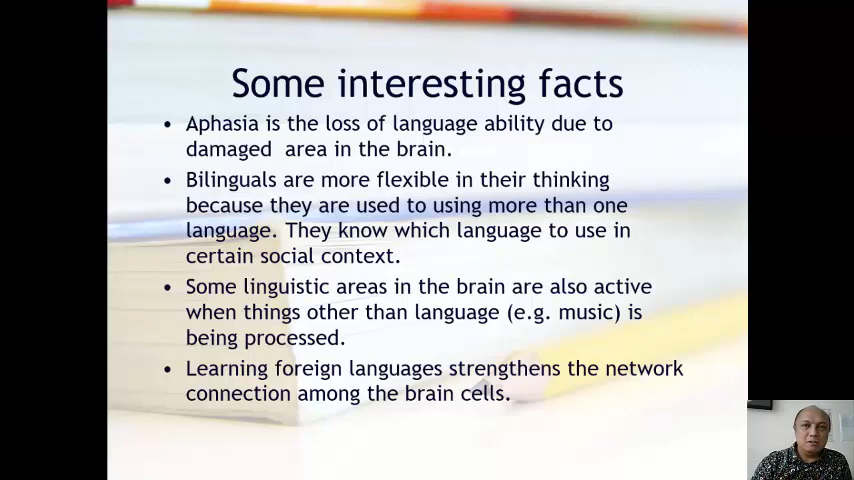 Some interesting facts
• Aphasia is the loss of language ability due to
damaged area in the brain.
• Bilinguals are more flexible in their thinking
because they are used to using more than one
language. They know which language to use in
certain social context.
• Some linguistic areas in the brain are also active
when things other than language (e.g. music) is
being processed.
• Learning foreign languages strengthens the network
connection among the brain cells.